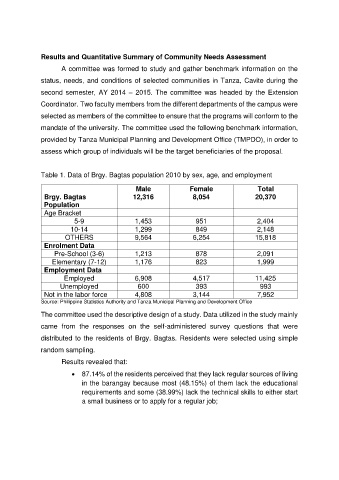 Results and Quantitative Summary of Community Needs Assessment
A committee was formed to study and gather benchmark information on the
status, needs, and conditions of selected communities in Tanza, Cavite during the
second semester, AY 2014 – 2015. The committee was headed by the Extension
Coordinator. Two faculty members from the different departments of the campus were
selected as members of the committee to ensure that the programs will conform to the
mandate of the university. The committee used the following benchmark information,
provided by Tanza Municipal Planning and Development Office (TMPDO), in order to
assess which group of individuals will be the target beneficiaries of the proposal.
Table 1. Data of Brgy. Bagtas population 2010 by sex, age, and employment
Male Female Total
Brgy. Bagtas 12,316 8,054 20,370
Population
Age Bracket
5-9 1,453 951 2,404
10-14 1,299 849 2,148
OTHERS 9,564 6,254 15,818
Enrolment Data
Pre-School (3-6) 1,213 878 2,091
Elementary (7-12) 1,176 823 1,999
Employment Data
Employed 6,908 4,517 11,425
Unemployed 600 393 993
Not in the labor force 4,808 3,144 7,952
Source: Philippine Statistics Authority and Tanza Municipal Planning and Development Office
The committee used the descriptive design of a study. Data utilized in the study mainly
came from the responses on the self-administered survey questions that were
distributed to the residents of Brgy. Bagtas. Residents were selected using simple
random sampling.
Results revealed that:
• 87.14% of the residents perceived that they lack regular sources of living
in the barangay because most (48.15%) of them lack the educational
requirements and some (38.99%) lack the technical skills to either start
a small business or to apply for a regular job;